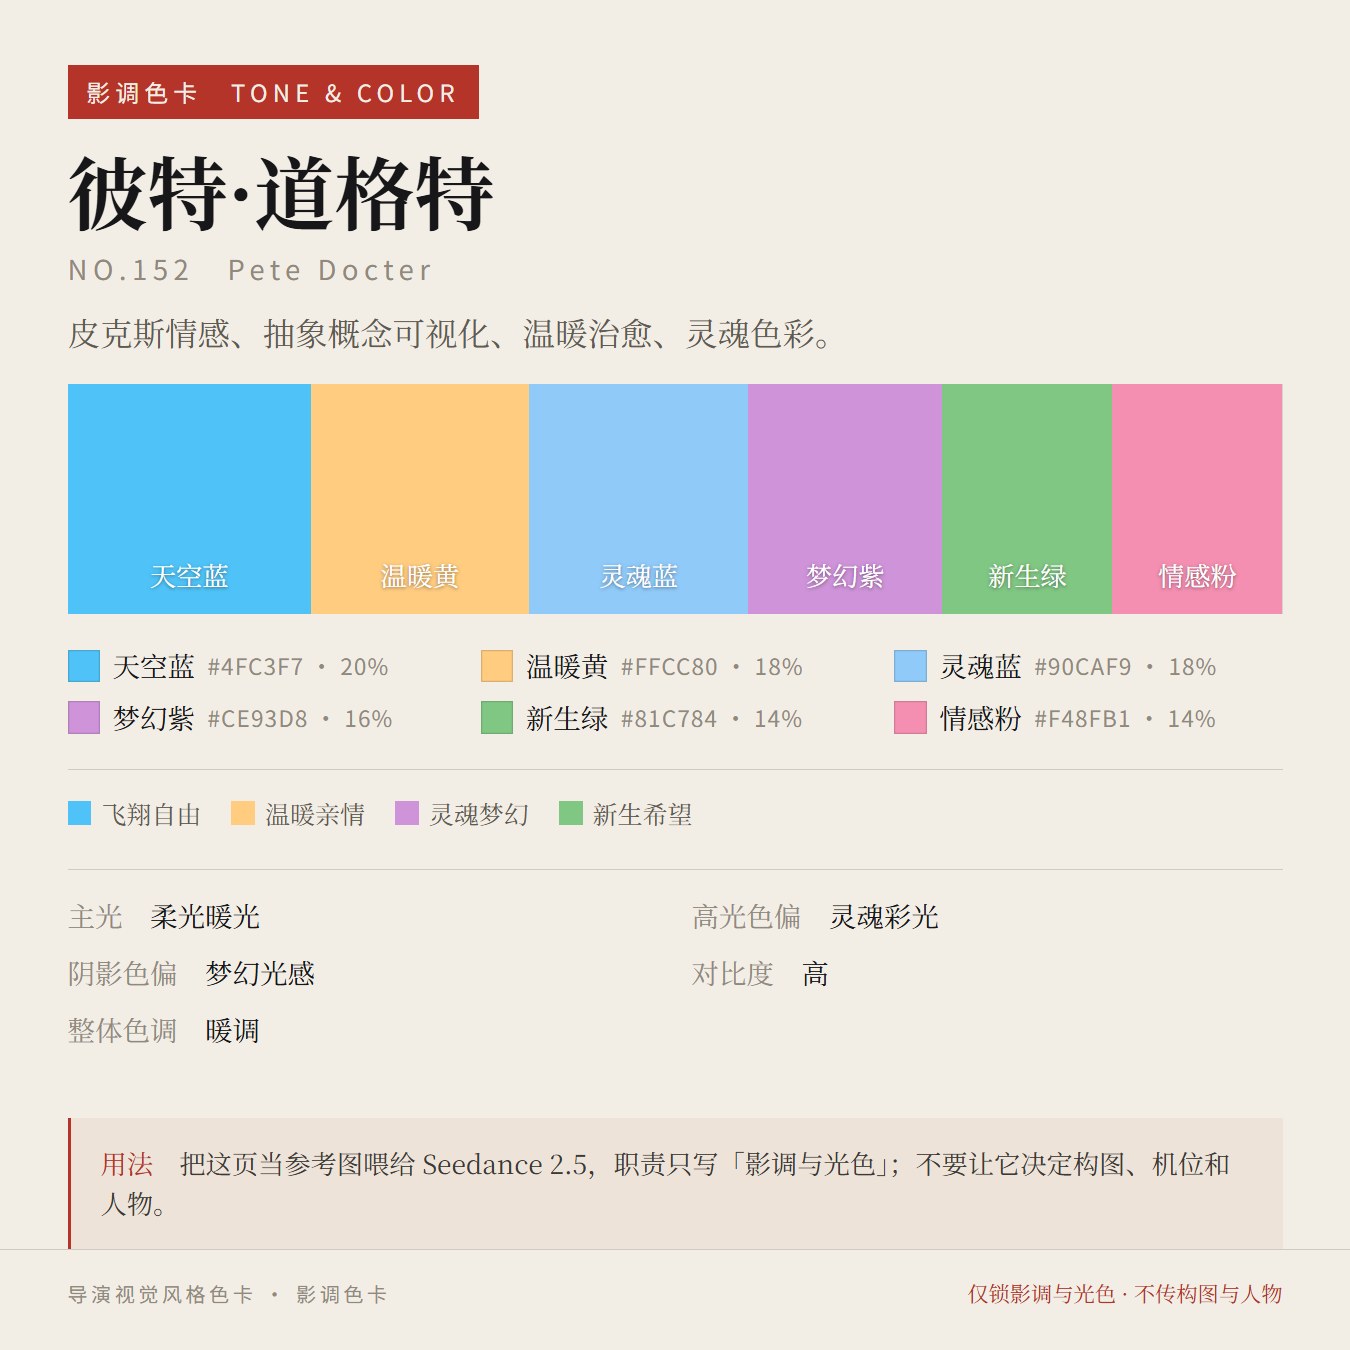 影调色卡 TONE & COLOR
彼特·道格特
NO.152 Pete Docter
皮克斯情感、抽象概念可视化、温暖治愈、灵魂色彩。
天空蓝 温暖黄 灵魂蓝 梦幻紫 新生绿 情感粉
天空蓝 #4FC3F7 · 20% 温暖黄 #FFCC80 · 18% 灵魂蓝 #90CAF9 · 18%
梦幻紫 #CE93D8 · 16% 新生绿 #81C784 · 14% 情感粉 #F48FB1 · 14%
飞翔自由 温暖亲情 灵魂梦幻 新生希望
主光 柔光暖光 高光色偏 灵魂彩光
阴影色偏 梦幻光感 对比度 高
整体色调 暖调
用法 把这页当参考图喂给 Seedance 2.5，职责只写「影调与光色」；不要让它决定构图、机位和
人物。
导演视觉风格色卡 · 影调色卡 仅锁影调与光色 · 不传构图与人物